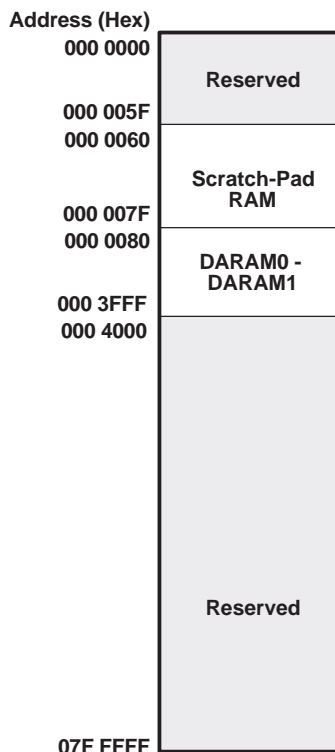 Address (Hex)
000 0000
Reserved
000 005F
000 0060
Scratch-Pad
RAM
000 007F
000 0080
DARAM0 -
DARAM1
000 3FFF
000 4000
Reserved
07F FFFF